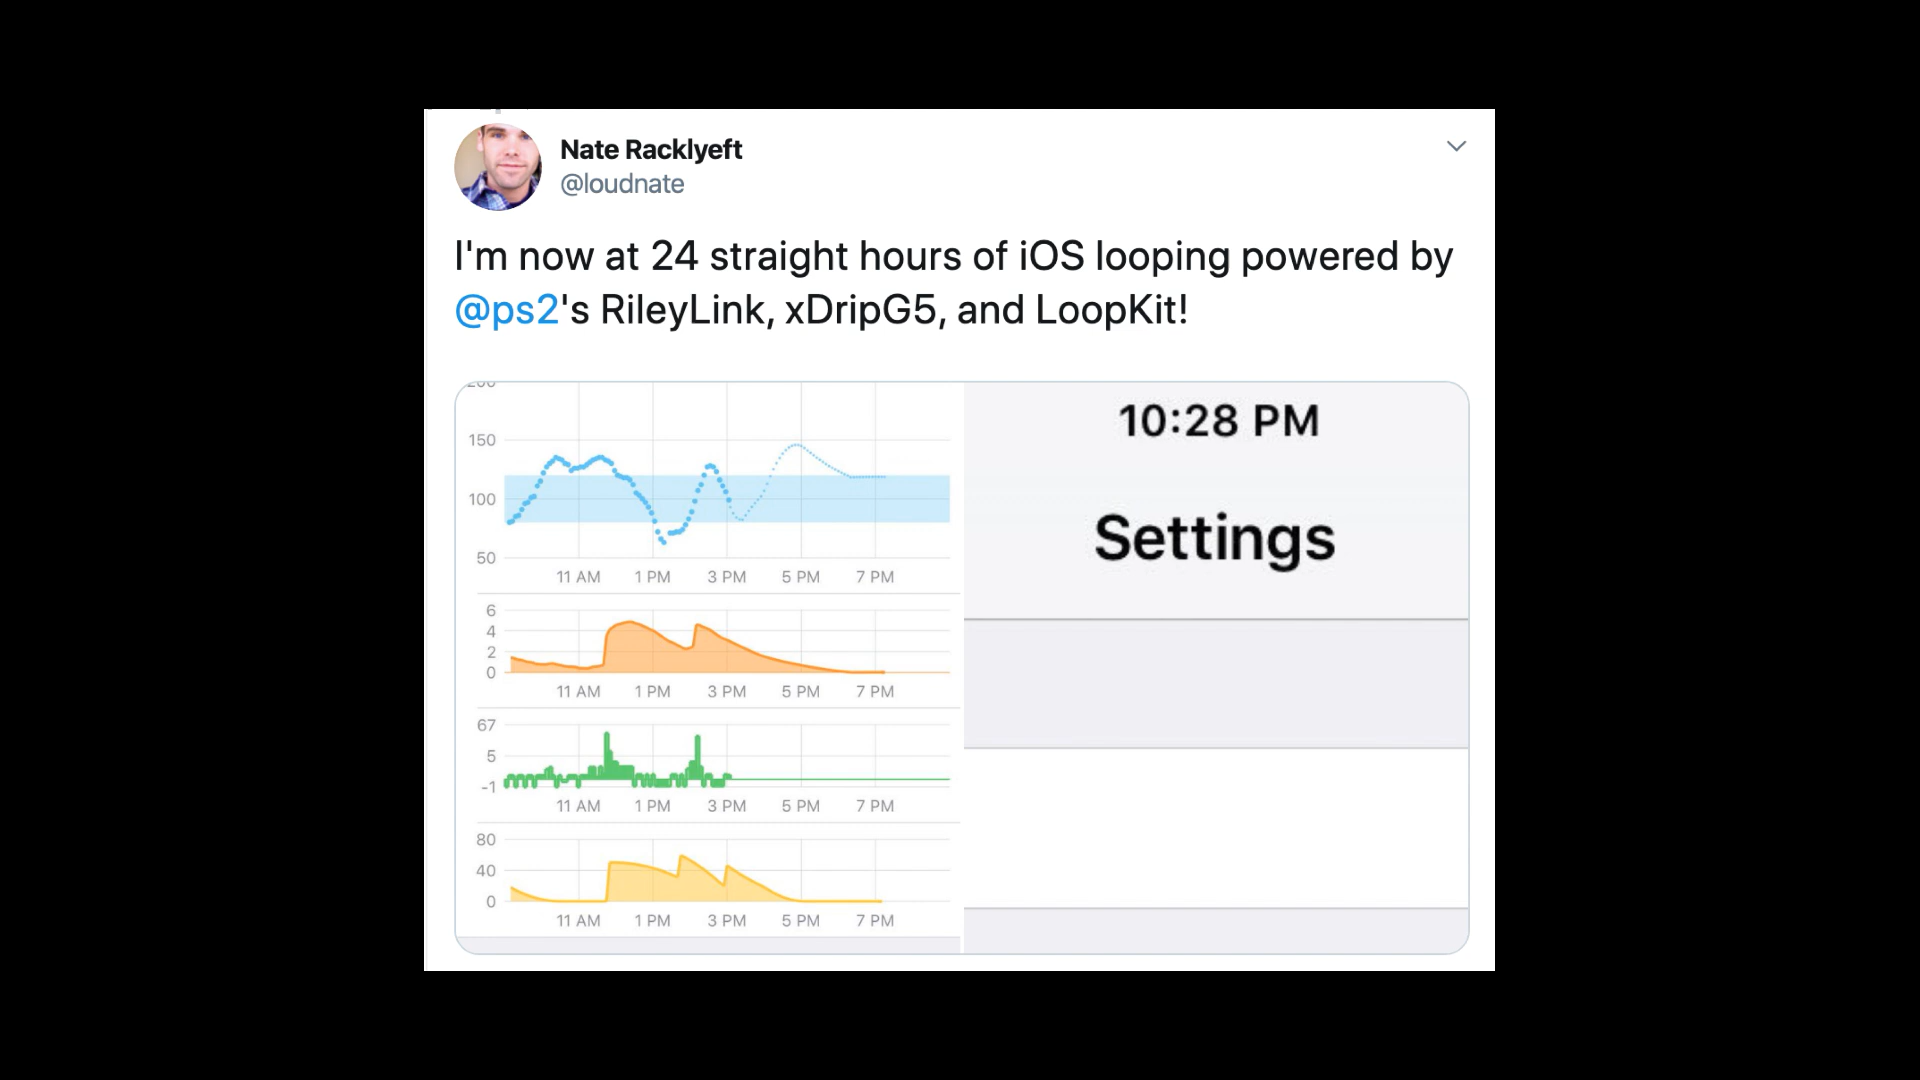 Nate Racklyeft
@loudnate
I'm now at 24 straight hours of iOS looping powered by
@ps2's RileyLink, xDripG5, and LoopKit!
200
150
100
50
11 AM 1 PM 3 PM 5 PM 7 PM
6
4
2
0
11 AM 1 PM 3 PM 5 PM 7 PM
67
5
-1
11 AM 1 PM 3 PM 5 PM 7 PM
80
40
0
11 AM 1 PM 3 PM 5 PM 7 PM
10:28 PM
Settings